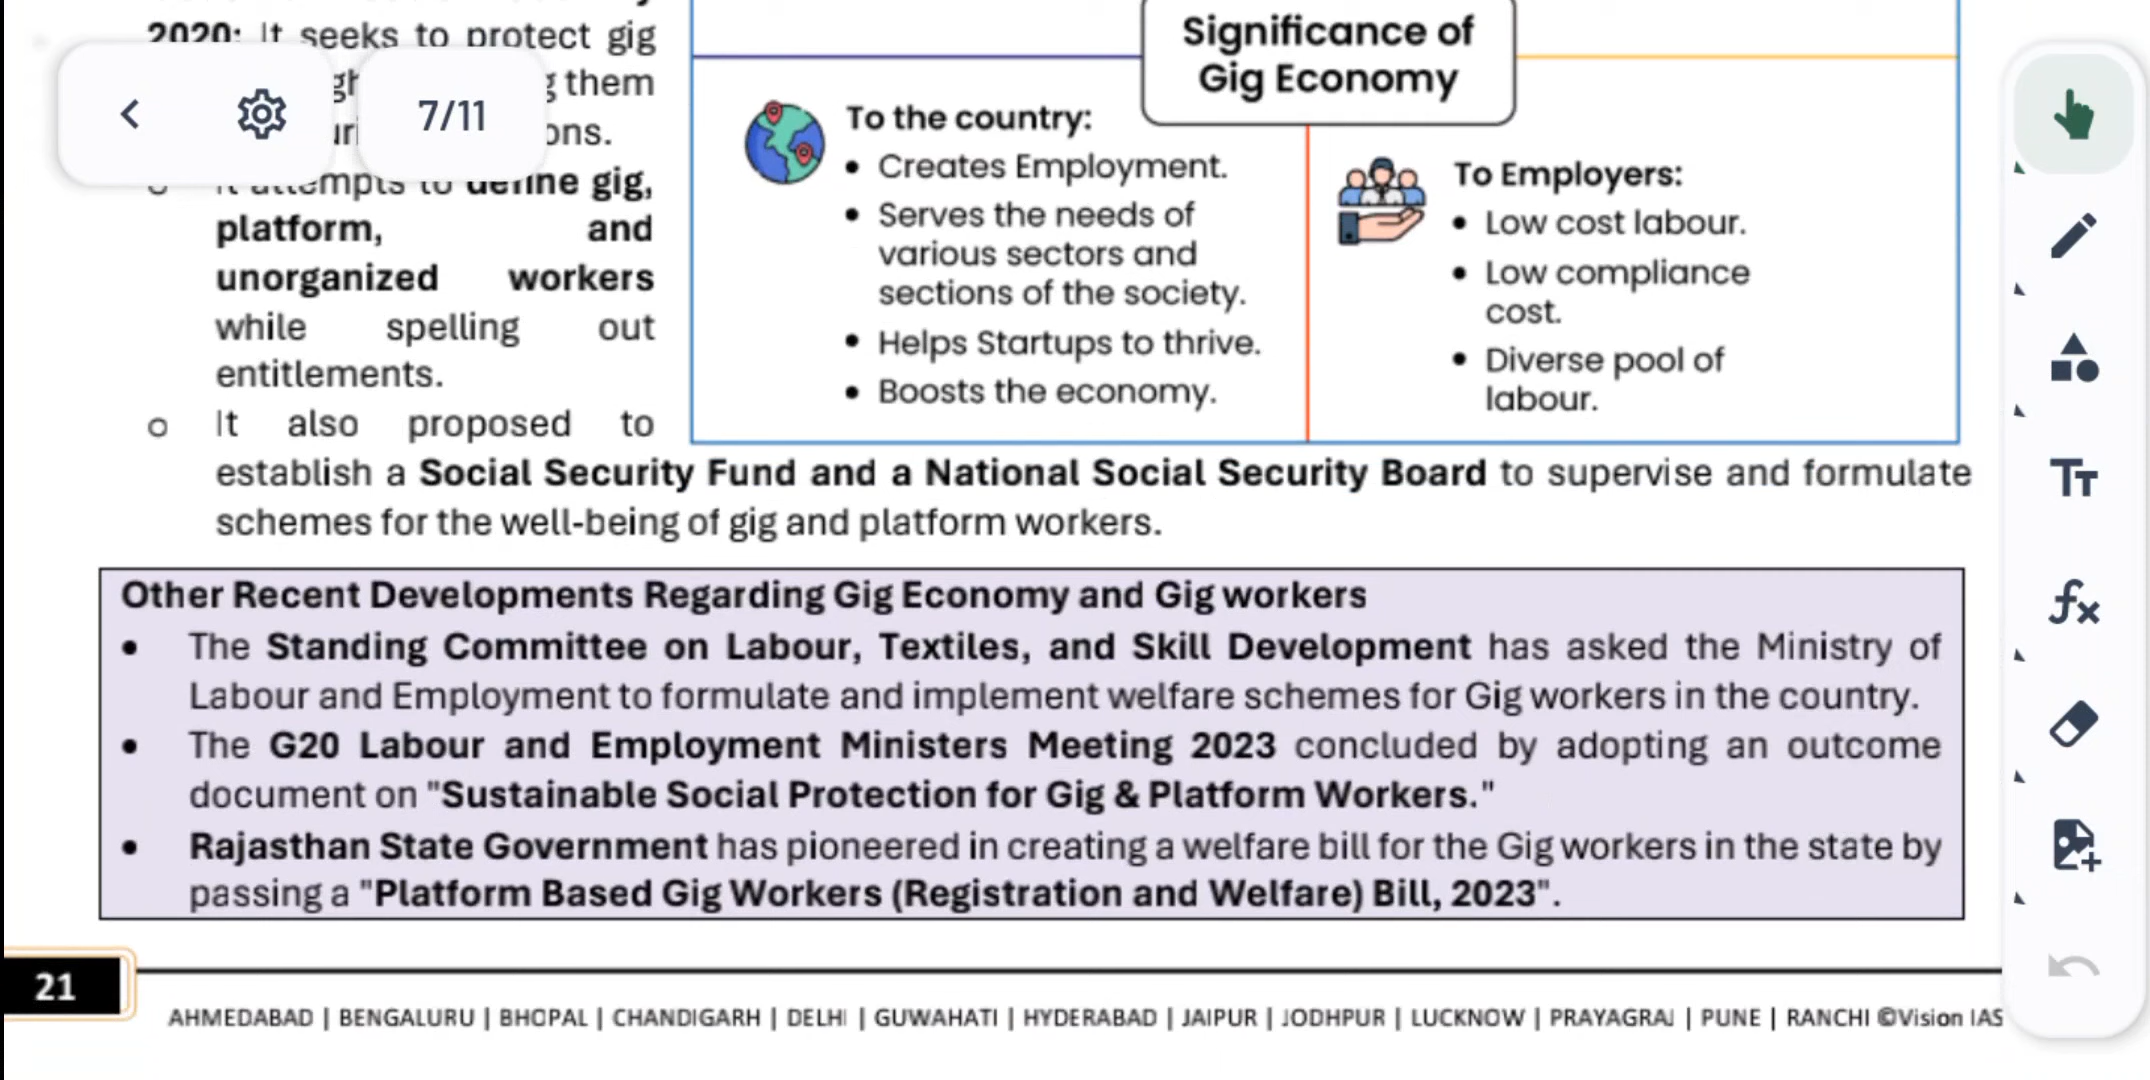 2020: It seeks to protect gig
them
ons.
It attempts to define gig,
platform, and
unorganized workers
while spelling out
entitlements.
o It also proposed to
establish a Social Security Fund and a National Social Security Board to supervise and formulate
schemes for the well-being of gig and platform workers.
7/11
Significance of
Gig Economy
To the country:
• Creates Employment.
• Serves the needs of
various sectors and
sections of the society.
• Helps Startups to thrive.
• Boosts the economy.
To Employers:
• Low cost labour.
• Low compliance
cost.
• Diverse pool of
labour.
Other Recent Developments Regarding Gig Economy and Gig workers
• The Standing Committee on Labour, Textiles, and Skill Development has asked the Ministry of
Labour and Employment to formulate and implement welfare schemes for Gig workers in the country.
• The G20 Labour and Employment Ministers Meeting 2023 concluded by adopting an outcome
document on "Sustainable Social Protection for Gig & Platform Workers."
• Rajasthan State Government has pioneered in creating a welfare bill for the Gig workers in the state by
passing a "Platform Based Gig Workers (Registration and Welfare) Bill, 2023".
21
AHMEDABAD | BENGALURU | BHOPAL | CHANDIGARH | DELHI | GUWAHATI | HYDERABAD | JAIPUR | JODHPUR | LUCKNOW | PRAYAGRAJ | PUNE | RANCHI ©Vision IAS
Tт
fx